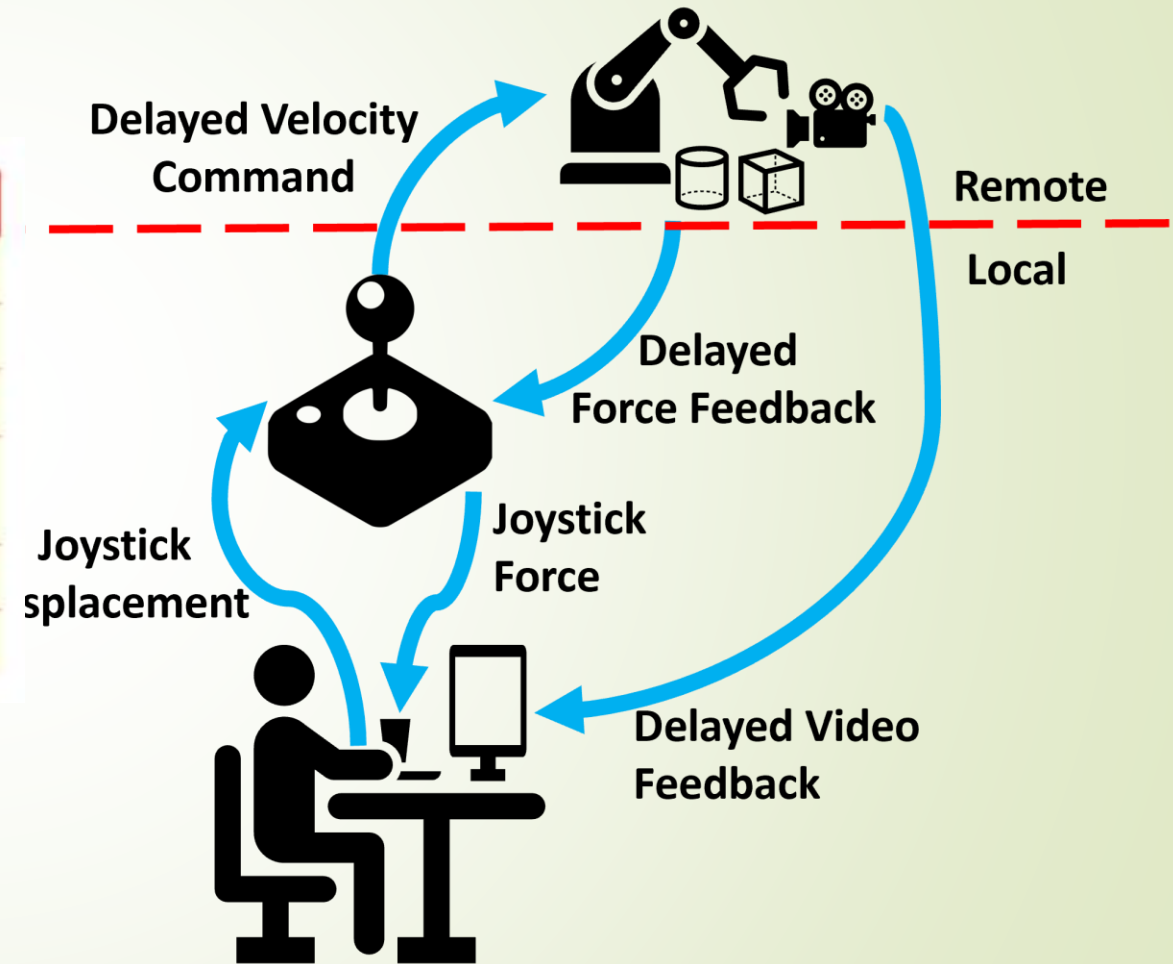 Delayed Velocity
Command
Remote
Local
Delayed
Force Feedback
Joystick
Force
Joystick
splacement
Delayed Video
Feedback